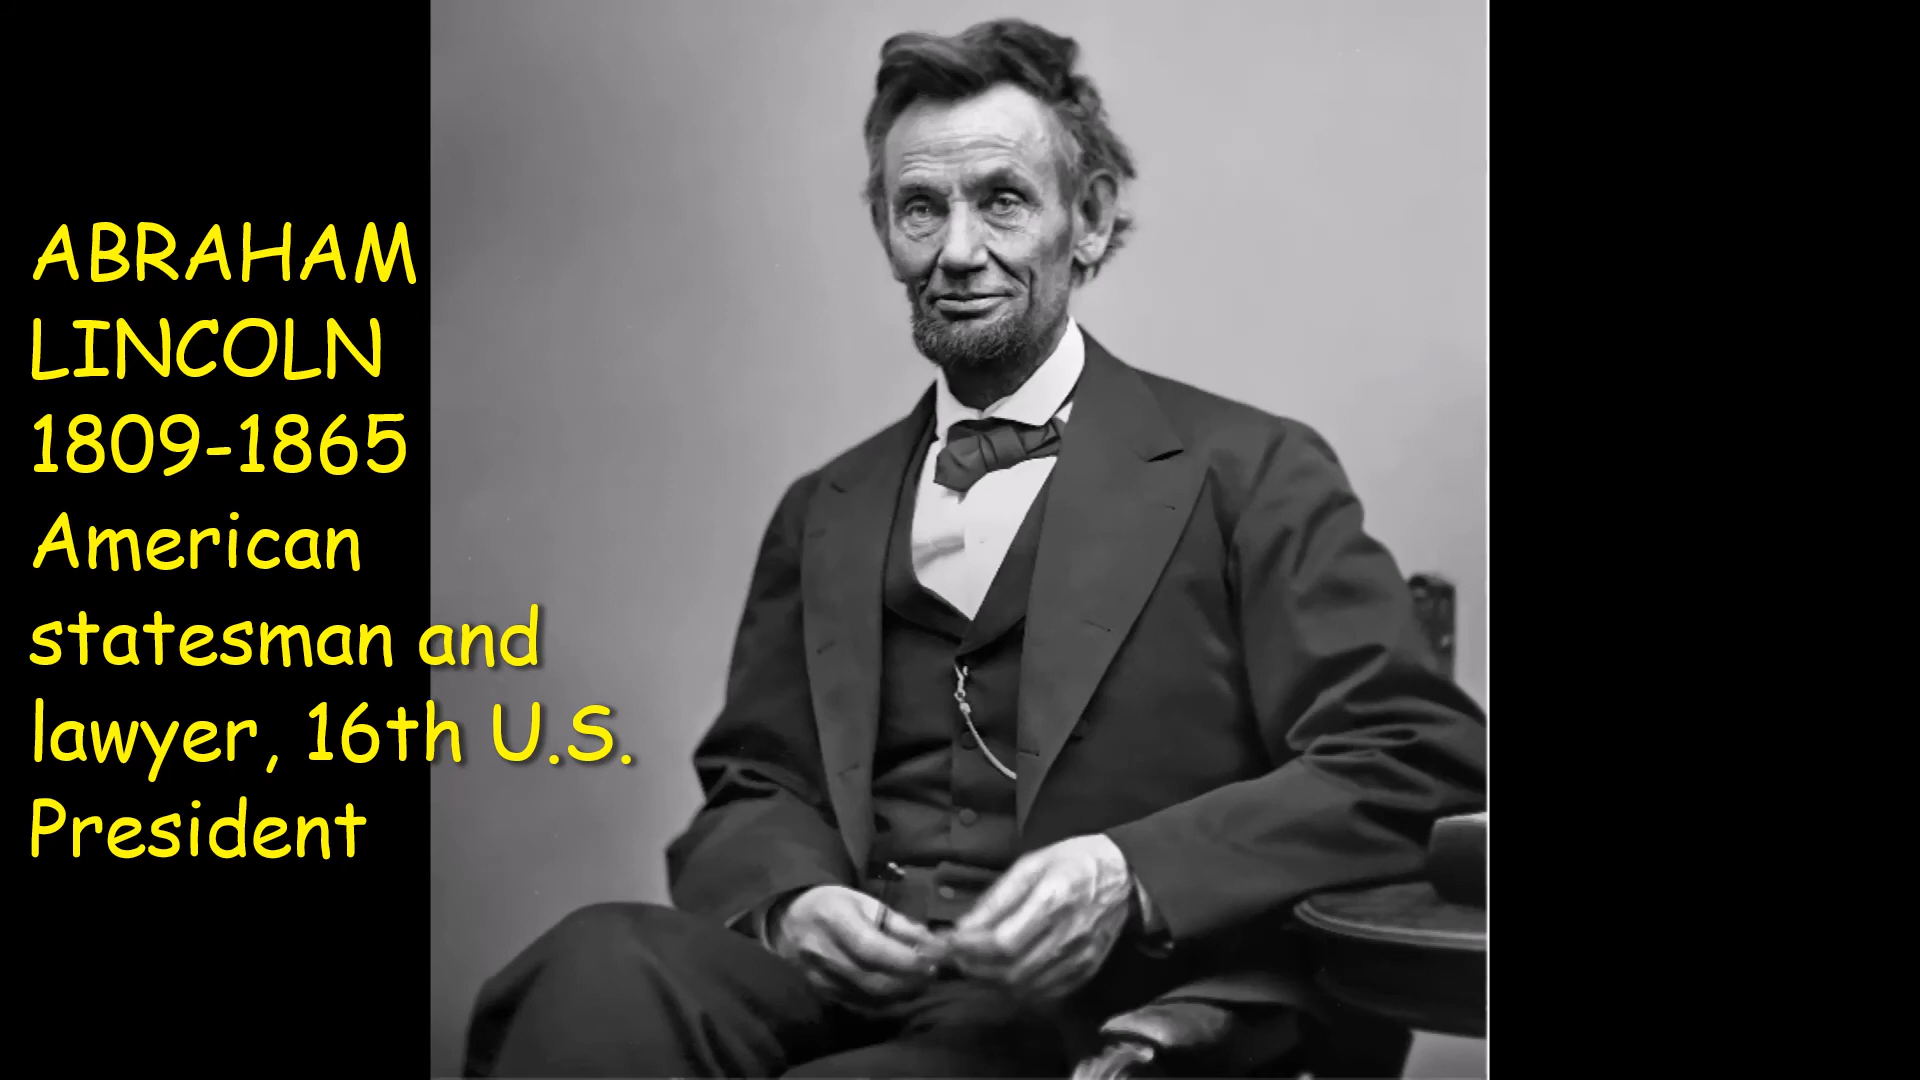 ABRAHAM
LINCOLN
1809-1865
American
statesman and
lawyer, 16th U.S.
President